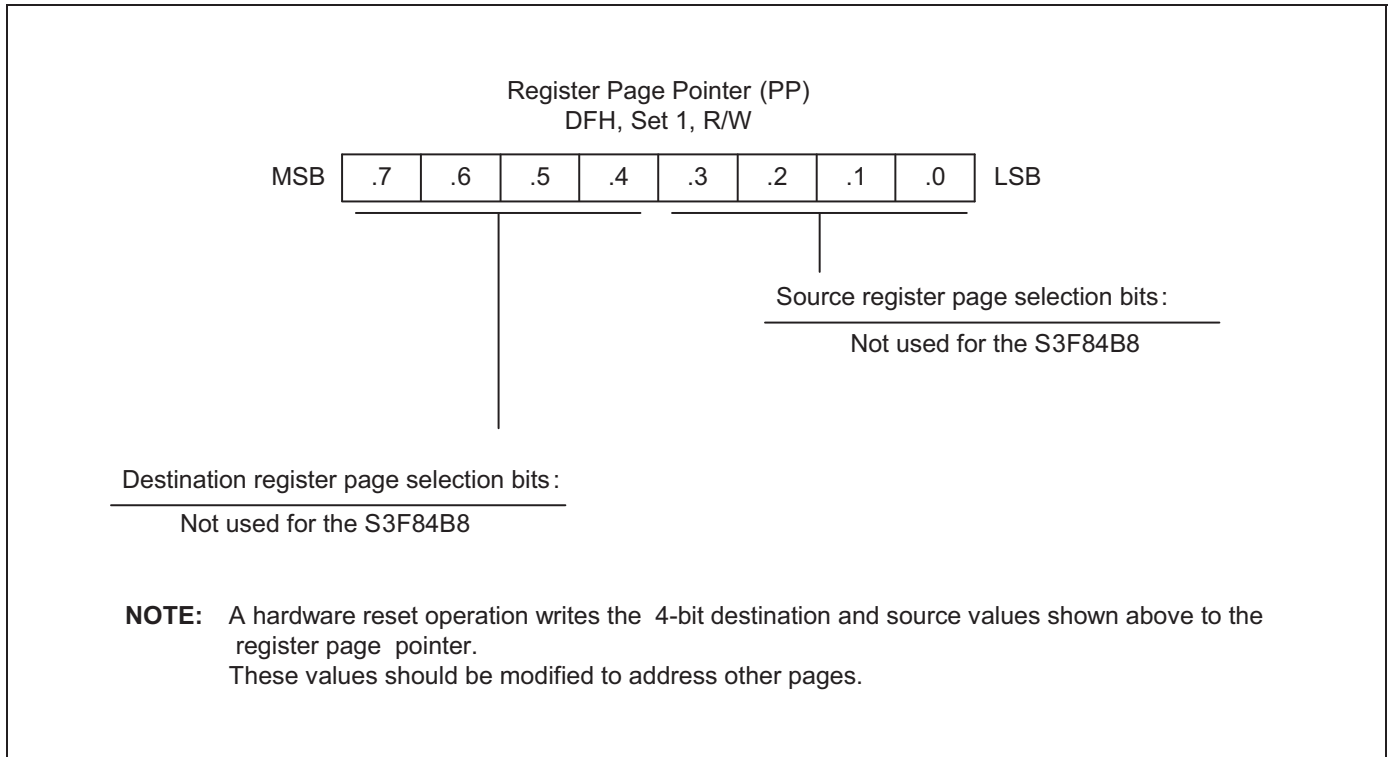 Register Page Pointer (PP)
DFH, Set 1, R/W
MSB .7 .6 .5 .4 .3 .2 .1 .0 LSB
Source register page selection bits:
Not used for the S3F84B8
Destination register page selection bits:
Not used for the S3F84B8
NOTE: A hardware reset operation writes the 4-bit destination and source values shown above to the
register page pointer.
These values should be modified to address other pages.